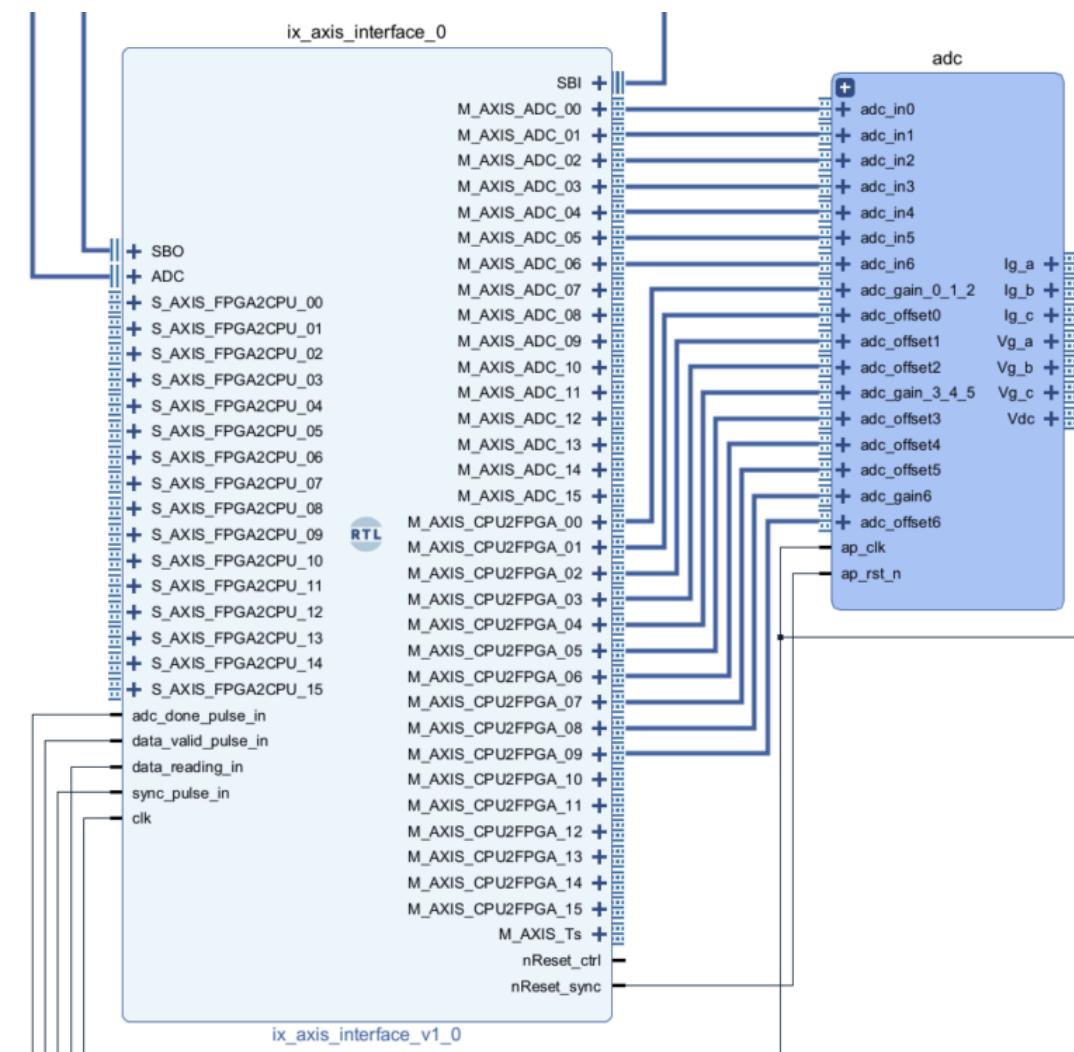 ix_axis_interface_0
SBI
M_AXIS_ADC_00
M_AXIS_ADC_01
M_AXIS_ADC_02
M_AXIS_ADC_03
M_AXIS_ADC_04
M_AXIS_ADC_05
M_AXIS_ADC_06
M_AXIS_ADC_07
M_AXIS_ADC_08
M_AXIS_ADC_09
M_AXIS_ADC_10
M_AXIS_ADC_11
M_AXIS_ADC_12
M_AXIS_ADC_13
M_AXIS_ADC_14
M_AXIS_ADC_15
M_AXIS_CPU2FPGA_00
M_AXIS_CPU2FPGA_01
M_AXIS_CPU2FPGA_02
M_AXIS_CPU2FPGA_03
M_AXIS_CPU2FPGA_04
M_AXIS_CPU2FPGA_05
M_AXIS_CPU2FPGA_06
M_AXIS_CPU2FPGA_07
M_AXIS_CPU2FPGA_08
M_AXIS_CPU2FPGA_09
M_AXIS_CPU2FPGA_10
M_AXIS_CPU2FPGA_11
M_AXIS_CPU2FPGA_12
M_AXIS_CPU2FPGA_13
M_AXIS_CPU2FPGA_14
M_AXIS_CPU2FPGA_15
M_AXIS_Ts
nReset_ctrl
nReset_sync
SBO
ADC
S_AXIS_FPGA2CPU_00
S_AXIS_FPGA2CPU_01
S_AXIS_FPGA2CPU_02
S_AXIS_FPGA2CPU_03
S_AXIS_FPGA2CPU_04
S_AXIS_FPGA2CPU_05
S_AXIS_FPGA2CPU_06
S_AXIS_FPGA2CPU_07
S_AXIS_FPGA2CPU_08
S_AXIS_FPGA2CPU_09
S_AXIS_FPGA2CPU_10
S_AXIS_FPGA2CPU_11
S_AXIS_FPGA2CPU_12
S_AXIS_FPGA2CPU_13
S_AXIS_FPGA2CPU_14
S_AXIS_FPGA2CPU_15
adc_done_pulse_in
data_valid_pulse_in
data_reading_in
sync_pulse_in
clk
RTL
ix_axis_interface_v1_0
adc
adc_in0
adc_in1
adc_in2
adc_in3
adc_in4
adc_in5
adc_in6
adc_gain_0_1_2
adc_offset0
adc_offset1
adc_offset2
adc_gain_3_4_5
adc_offset3
adc_offset4
adc_offset5
adc_gain6
adc_offset6
ap_clk
ap_rst_n
Ig_a
Ig_b
Ig_c
Vg_a
Vg_b
Vg_c
Vdc